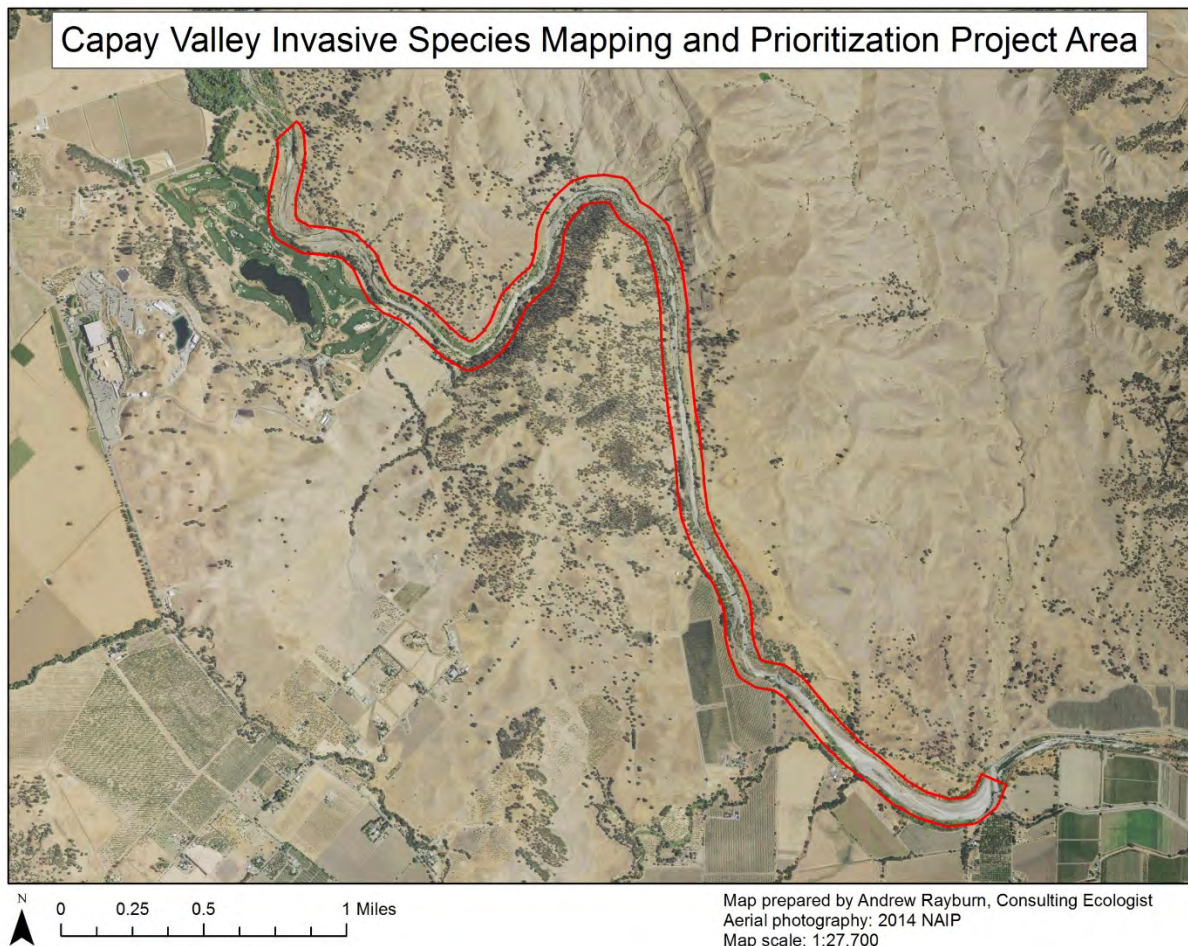 Capay Valley Invasive Species Mapping and Prioritization Project Area
N
0 0.25 0.5 1 Miles
Map prepared by Andrew Rayburn, Consulting Ecologist
Aerial photography: 2014 NAIP
Map scale: 1:27,700